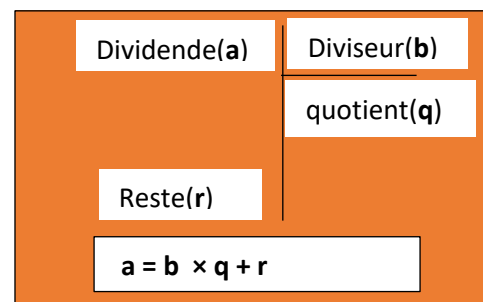 Dividende(a)
Diviseur(b)
quotient(q)
Reste(r)
a = b × q + r